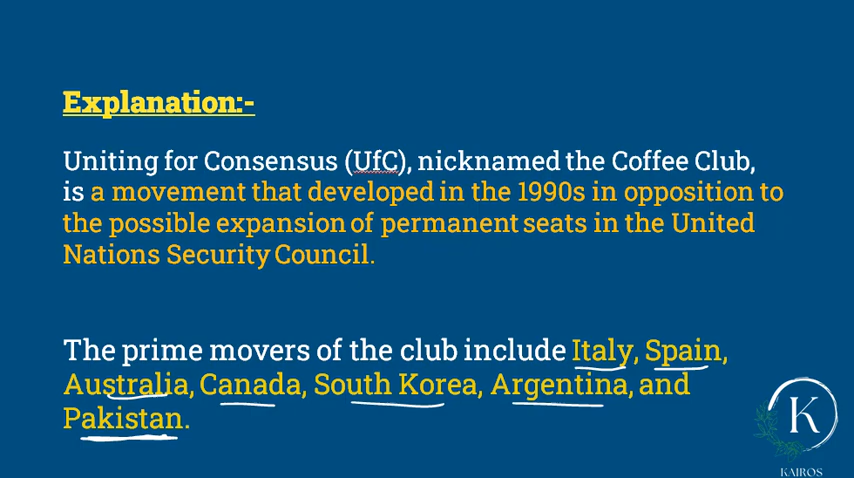 Explanation:-
Uniting for Consensus (UfC), nicknamed the Coffee Club,
is a movement that developed in the 1990s in opposition to
the possible expansion of permanent seats in the United
Nations Security Council.
The prime movers of the club include Italy, Spain,
Australia, Canada, South Korea, Argentina, and
Pakistan.
K
KAIROS